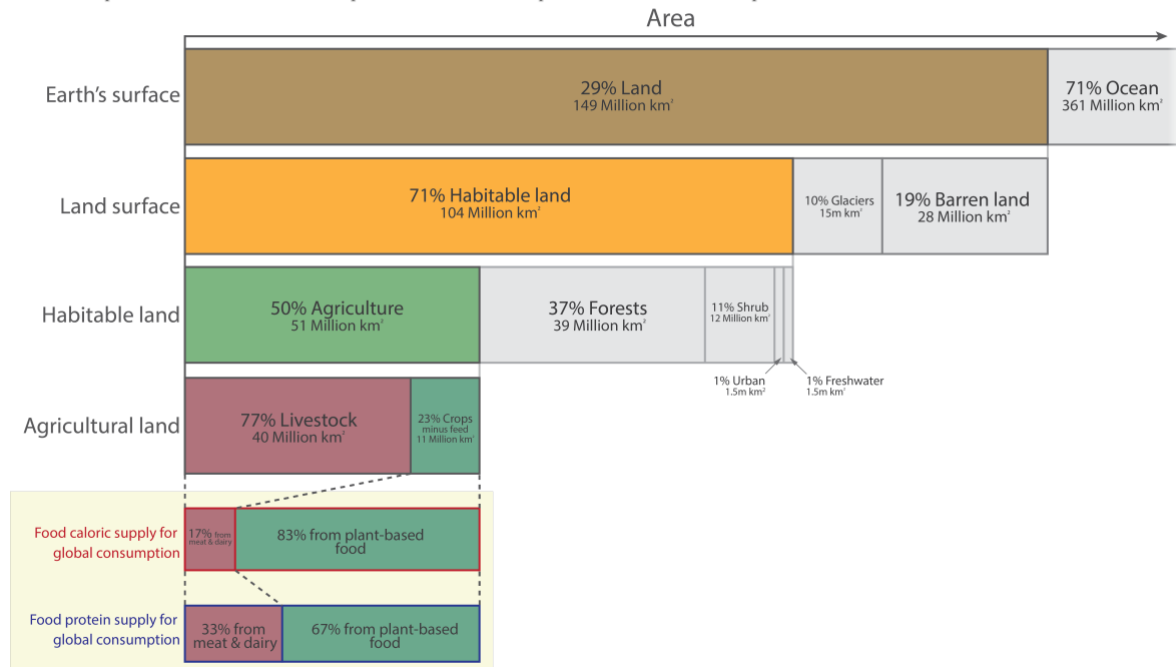 Area
Earth's surface
29% Land
149 Million km²
71% Ocean
361 Million km²
Land surface
71% Habitable land
104 Million km²
10% Glaciers
15m km²
19% Barren land
28 Million km²
Habitable land
50% Agriculture
51 Million km²
37% Forests
39 Million km²
11% Shrub
12 Million km²
1% Urban
1.5m km²
1% Freshwater
1.5m km²
Agricultural land
77% Livestock
40 Million km²
23% Crops
minus feed
11 Million km²
Food caloric supply for
global consumption
17% from
meat & dairy
83% from plant-based
food
Food protein supply for
global consumption
33% from
meat & dairy
67% from plant-based
food